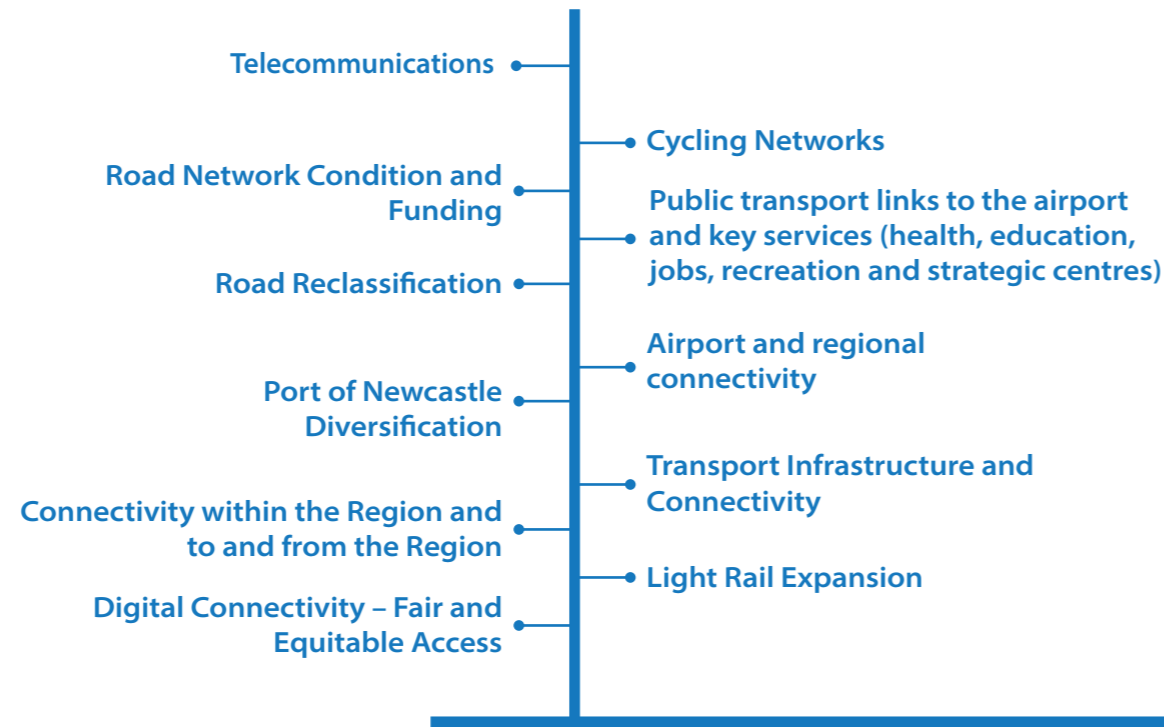 Telecommunications
Cycling Networks
Road Network Condition and
Funding
Public transport links to the airport
and key services (health, education,
jobs, recreation and strategic centres)
Road Reclassification
Airport and regional
connectivity
Port of Newcastle
Diversification
Transport Infrastructure and
Connectivity
Connectivity within the Region and
to and from the Region
Light Rail Expansion
Digital Connectivity – Fair and
Equitable Access